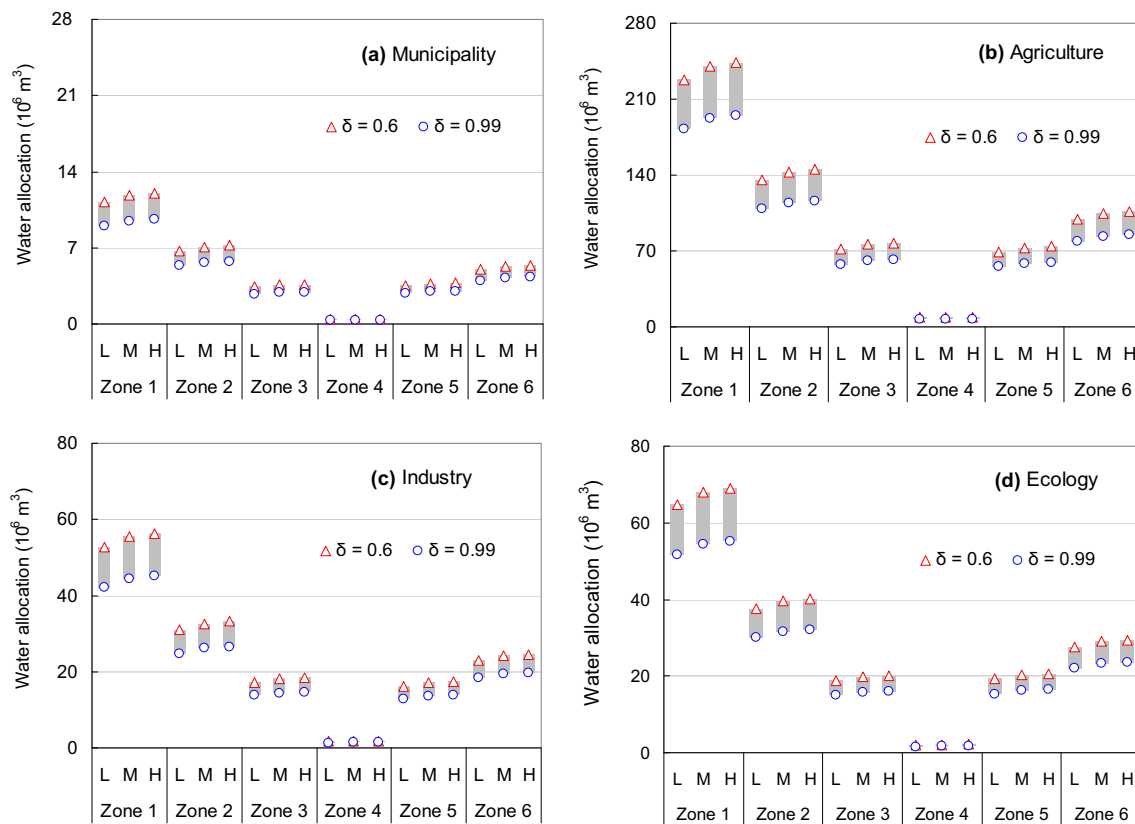 28
21
14
7
0
Water allocation (10⁶ m³)
(a) Municipality
δ = 0.6 δ = 0.99
L M H L M H L M H L M H L M H L M H
Zone 1 Zone 2 Zone 3 Zone 4 Zone 5 Zone 6
280
210
140
70
0
Water allocation (10⁶ m³)
(b) Agriculture
δ = 0.6 δ = 0.99
L M H L M H L M H L M H L M H L M H
Zone 1 Zone 2 Zone 3 Zone 4 Zone 5 Zone 6
80
60
40
20
0
Water allocation (10⁶ m³)
(c) Industry
δ = 0.6 δ = 0.99
L M H L M H L M H L M H L M H L M H
Zone 1 Zone 2 Zone 3 Zone 4 Zone 5 Zone 6
80
60
40
20
0
Water allocation (10⁶ m³)
(d) Ecology
δ = 0.6 δ = 0.99
L M H L M H L M H L M H L M H L M H
Zone 1 Zone 2 Zone 3 Zone 4 Zone 5 Zone 6